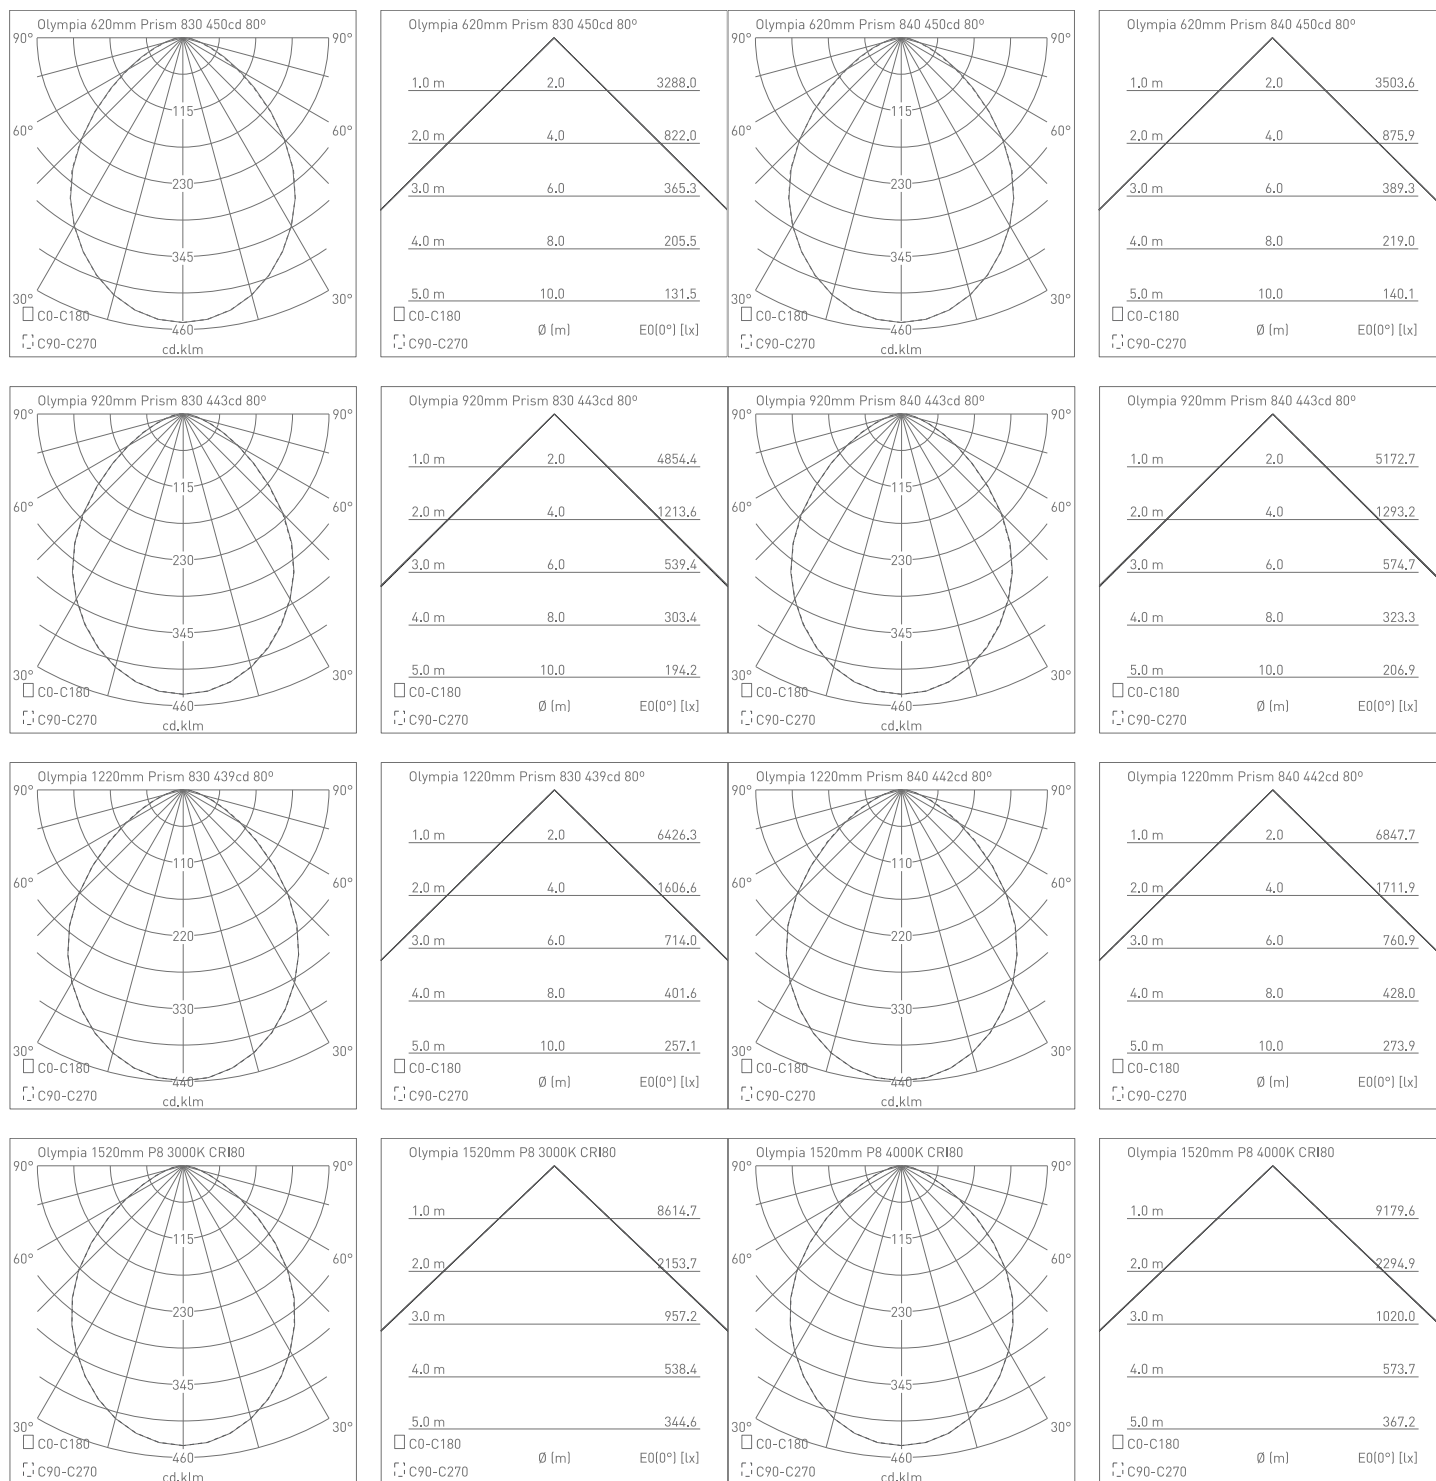 Olympia 620mm Prism 830 450cd 80º
90° 90°
115
60° 60°
230
345
30° 30°
C0-C180
460
C90-C270
cd.klm
Olympia 620mm Prism 830 450cd 80º
1.0 m 2.0 3288.0
2.0 m 4.0 822.0
3.0 m 6.0 365.3
4.0 m 8.0 205.5
5.0 m 10.0 131.5
C0-C180
Ø (m) E0(0°) [lx]
C90-C270
Olympia 620mm Prism 840 450cd 80º
90° 90°
115
60° 60°
230
345
30° 30°
C0-C180
460
C90-C270
cd.klm
Olympia 620mm Prism 840 450cd 80º
1.0 m 2.0 3503.6
2.0 m 4.0 875.9
3.0 m 6.0 389.3
4.0 m 8.0 219.0
5.0 m 10.0 140.1
C0-C180
Ø (m) E0(0°) [lx]
C90-C270
Olympia 920mm Prism 830 443cd 80º
90° 90°
115
60° 60°
230
345
30° 30°
C0-C180
460
C90-C270
cd.klm
Olympia 920mm Prism 830 443cd 80º
1.0 m 2.0 4854.4
2.0 m 4.0 1213.6
3.0 m 6.0 539.4
4.0 m 8.0 303.4
5.0 m 10.0 194.2
C0-C180
Ø (m) E0(0°) [lx]
C90-C270
Olympia 920mm Prism 840 443cd 80º
90° 90°
115
60° 60°
230
345
30° 30°
C0-C180
460
C90-C270
cd.klm
Olympia 920mm Prism 840 443cd 80º
1.0 m 2.0 5172.7
2.0 m 4.0 1293.2
3.0 m 6.0 574.7
4.0 m 8.0 323.3
5.0 m 10.0 206.9
C0-C180
Ø (m) E0(0°) [lx]
C90-C270
Olympia 1220mm Prism 830 439cd 80º
90° 90°
110
60° 60°
220
330
30° 30°
C0-C180
440
C90-C270
cd.klm
Olympia 1220mm Prism 830 439cd 80º
1.0 m 2.0 6426.3
2.0 m 4.0 1606.6
3.0 m 6.0 714.0
4.0 m 8.0 401.6
5.0 m 10.0 257.1
C0-C180
Ø (m) E0(0°) [lx]
C90-C270
Olympia 1220mm Prism 840 442cd 80º
90° 90°
110
60° 60°
220
330
30° 30°
C0-C180
440
C90-C270
cd.klm
Olympia 1220mm Prism 840 442cd 80º
1.0 m 2.0 6847.7
2.0 m 4.0 1711.9
3.0 m 6.0 760.9
4.0 m 8.0 428.0
5.0 m 10.0 273.9
C0-C180
Ø (m) E0(0°) [lx]
C90-C270
Olympia 1520mm P8 3000K CRI80
90° 90°
115
60° 60°
230
345
30° 30°
C0-C180
460
C90-C270
cd.klm
Olympia 1520mm P8 3000K CRI80
1.0 m 8614.7
2.0 m 2153.7
3.0 m 957.2
4.0 m 538.4
5.0 m 344.6
C0-C180
Ø (m) E0(0°) [lx]
C90-C270
Olympia 1520mm P8 4000K CRI80
90° 90°
115
60° 60°
230
345
30° 30°
C0-C180
460
C90-C270
cd.klm
Olympia 1520mm P8 4000K CRI80
1.0 m 9179.6
2.0 m 2294.9
3.0 m 1020.0
4.0 m 573.7
5.0 m 367.2
C0-C180
Ø (m) E0(0°) [lx]
C90-C270